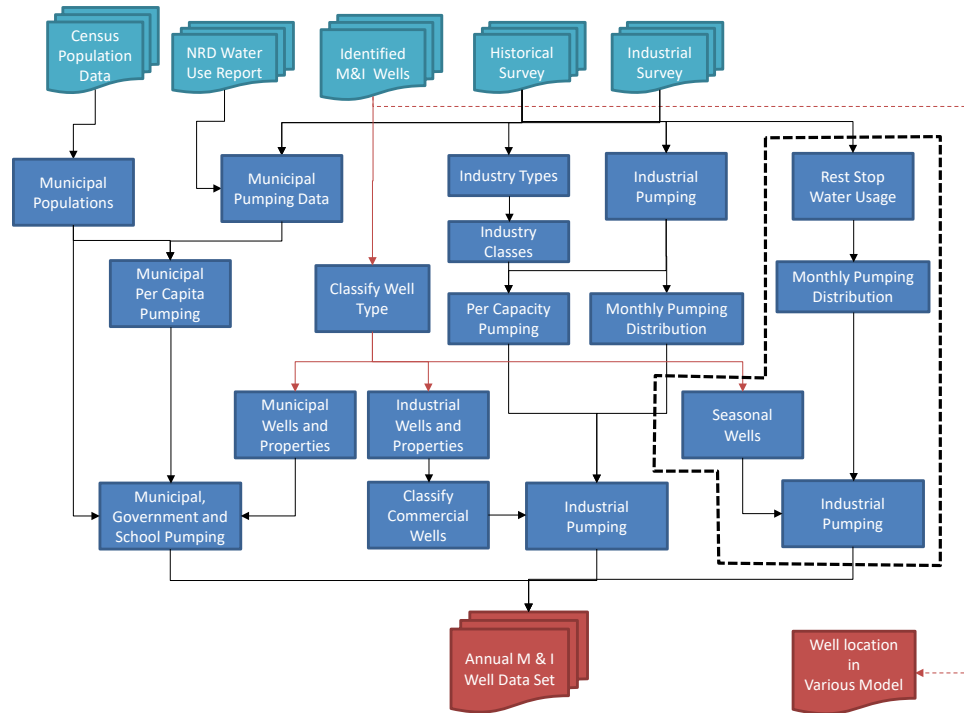 Census
Population
Data
NRD Water
Use Report
Identified
M&I Wells
Historical
Survey
Industrial
Survey
Municipal
Populations
Municipal
Pumping Data
Industry Types
Industrial
Pumping
Rest Stop
Water Usage
Industry
Classes
Municipal
Per Capita
Pumping
Classify Well
Type
Per Capacity
Pumping
Monthly Pumping
Distribution
Monthly Pumping
Distribution
Municipal
Wells and
Properties
Industrial
Wells and
Properties
Seasonal
Wells
Municipal,
Government and
School Pumping
Classify
Commercial
Wells
Industrial
Pumping
Industrial
Pumping
Annual M & I
Well Data Set
Well location
in
Various Model